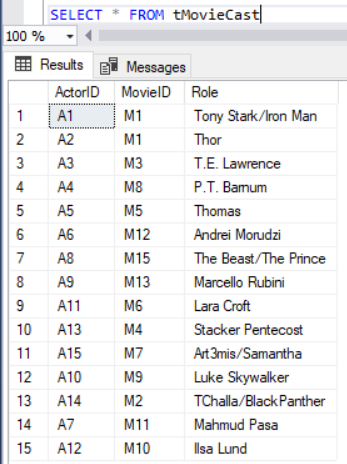 SELECT * FROM tMovieCast
100 %
Results Messages
ActorID MovieID Role
1 A1 M1 Tony Stark/Iron Man
2 A2 M1 Thor
3 A3 M3 T.E. Lawrence
4 A4 M8 P.T. Barnum
5 A5 M5 Thomas
6 A6 M12 Andrei Morudzi
7 A8 M15 The Beast/The Prince
8 A9 M13 Marcello Rubini
9 A11 M6 Lara Croft
10 A13 M4 Stacker Pentecost
11 A15 M7 Art3mis/Samantha
12 A10 M9 Luke Skywalker
13 A14 M2 TChalla/BlackPanther
14 A7 M11 Mahmud Pasa
15 A12 M10 Ilsa Lund